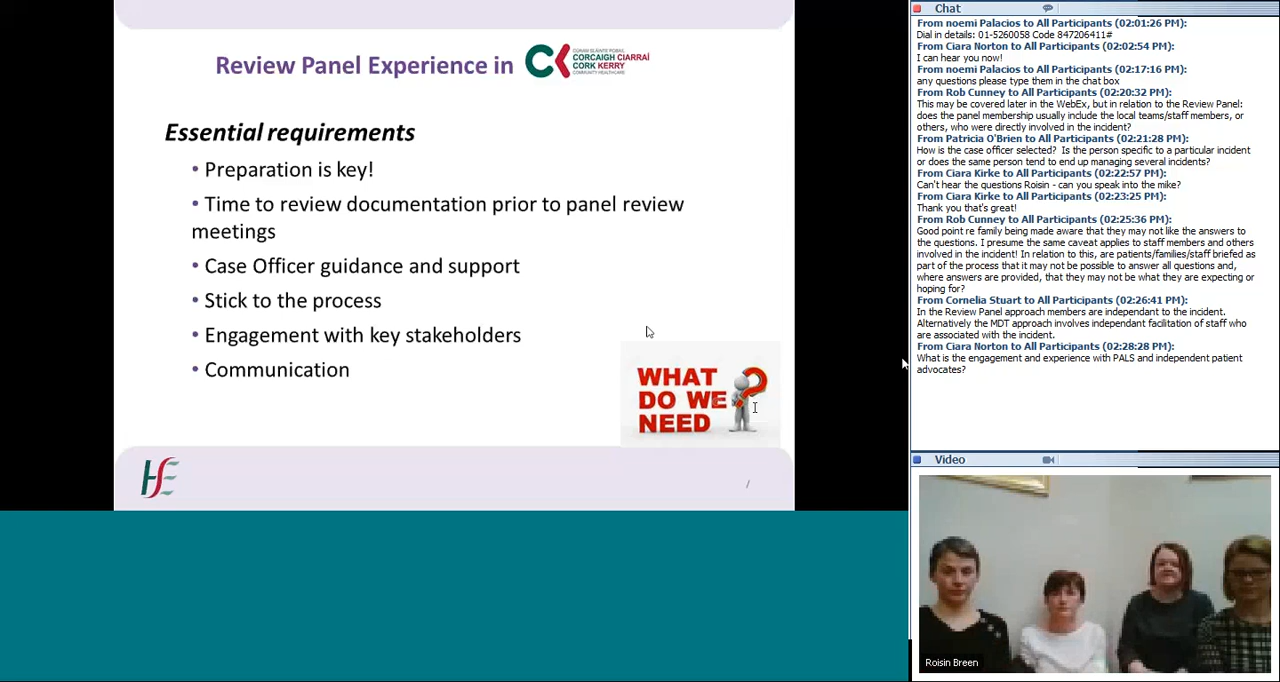 Review Panel Experience in
CORCAIGH CIARRAÍ
CORK KERRY
COMMUNITY HEALTHCARE
Essential requirements
• Preparation is key!
• Time to review documentation prior to panel review
meetings
• Case Officer guidance and support
• Stick to the process
• Engagement with key stakeholders
• Communication
WHAT
DO WE
NEED
/
Chat
From noemi Palacios to All Participants (02:01:26 PM):
Dial in details: 01-5260058 Code 847206411#
From Ciara Norton to All Participants (02:02:54 PM):
I can hear you now!
From noemi Palacios to All Participants (02:17:16 PM):
any questions please type them in the chat box
From Rob Cunney to All Participants (02:20:32 PM):
This may be covered later in the WebEx, but in relation to the Review Panel:
does the panel membership usually include the local teams/staff members, or
others, who were directly involved in the incident?
From Patricia O'Brien to All Participants (02:21:28 PM):
How is the case officer selected? Is the person specific to a particular incident
or does the same person tend to end up managing several incidents?
From Ciara Kirke to All Participants (02:22:57 PM):
Can't hear the questions Roisin - can you speak into the mike?
From Ciara Kirke to All Participants (02:23:25 PM):
Thank you that's great!
From Rob Cunney to All Participants (02:25:36 PM):
Good point re family being made aware that they may not like the answers to
the questions. I presume the same caveat applies to staff members and others
involved in the incident! In relation to this, are patients/families/staff briefed as
part of the process that it may not be possible to answer all questions and,
where answers are provided, that they may not be what they are expecting or
hoping for?
From Cornelia Stuart to All Participants (02:26:41 PM):
In the Review Panel approach members are independant to the incident.
Alternatively the MDT approach involves independant facilitation of staff who
are associated with the incident.
From Ciara Norton to All Participants (02:28:28 PM):
What is the engagement and experience with PALS and independent patient
advocates?
Video
Roisin Breen